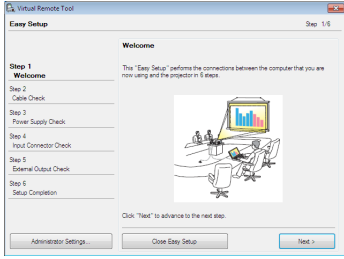 Virtual Remote Tool
Easy Setup
Step 1/6
Welcome
Step 1
Welcome
Step 2
Cable Check
Step 3
Power Supply Check
Step 4
Input Connector Check
Step 5
External Output Check
Step 6
Setup Completion
This "Easy Setup" performs the connections between the computer that you are
now using and the projector in 6 steps.
Click "Next" to advance to the next step.
Administrator Settings...
Close Easy Setup
Next >